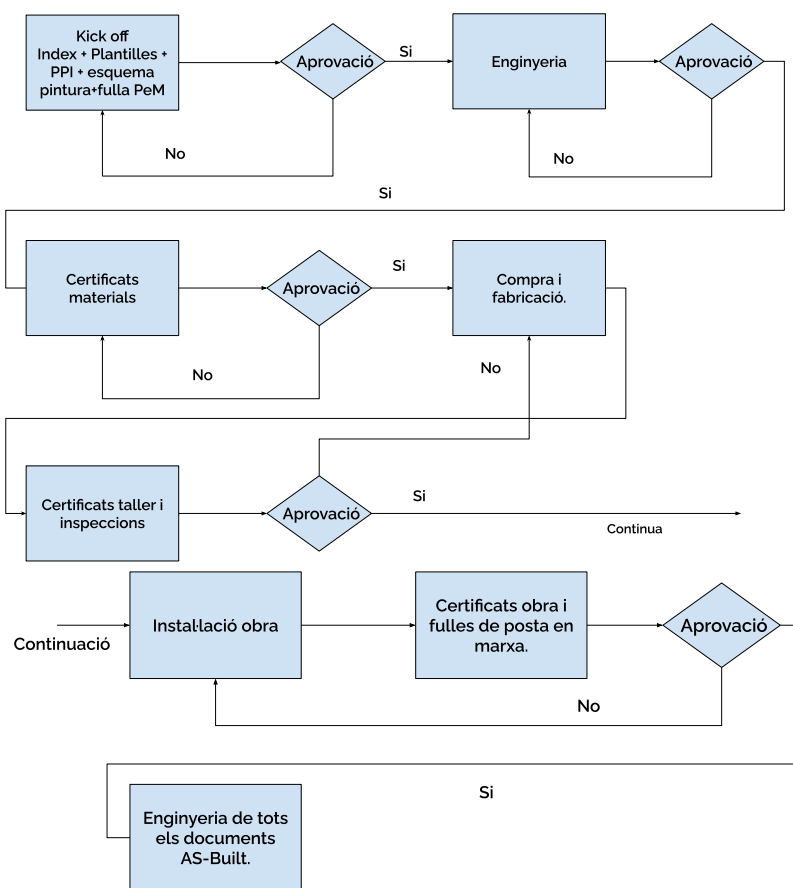 Kick off
Index + Plantilles +
PPI + esquema
pintura+fulla PeM
Aprovació
Si
Enginyeria
Aprovació
No
No
Si
Certificats
materials
Aprovació
Si
Compra i
fabricació.
No
No
Certificats taller i
inspeccions
Aprovació
Si
Continua
Continuació
Instal·lació obra
Certificats obra i
fulles de posta en
marxa.
Aprovació
No
Si
Enginyeria de tots
els documents
AS-Built.